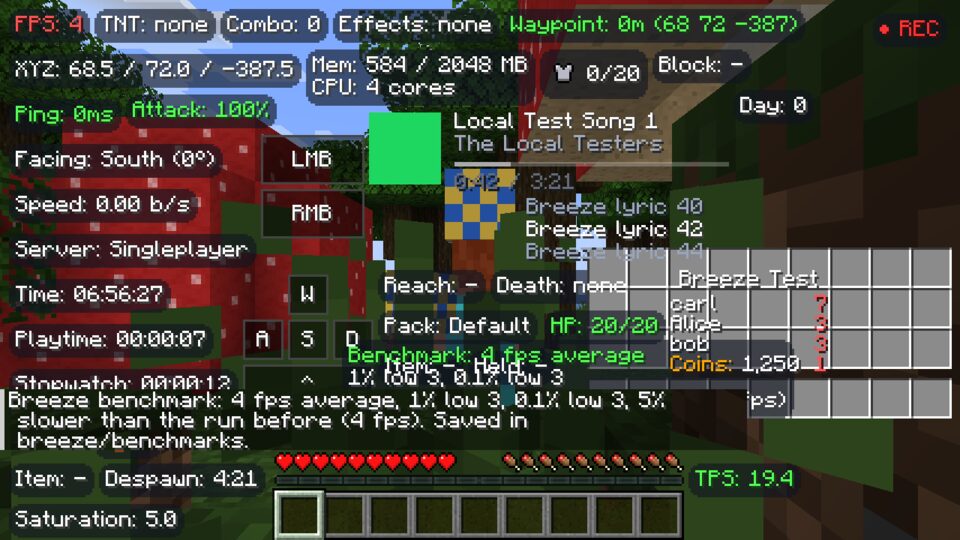 FPS: 4 TNT: none Combo: 0 Effects: none Waypoint: 0m (68 72 -387)
REC
XYZ: 68.5 / 72.0 / -387.5 Mem: 584 / 2048 MB
CPU: 4 cores
0/20 Block: -
Day: 0
Ping: 0ms Attack: 100%
Local Test Song 1
The Local Testers
Facing: South (0°) LMB
0:42 / 3:21
Speed: 0.00 b/s RMB
Breeze lyric 40
Breeze lyric 42
Breeze lyric 44
Server: Singleplayer
Reach: - Death: none
Breeze Test
Time: 06:56:27 W
carl 7
Alice 3
bob 3
Coins: 1,250 1
Pack: Default HP: 20/20
Playtime: 00:00:07 A S D
Benchmark: 4 fps average
1% low 3, 0.1% low 3
Stopwatch: 00:00:12 ^
Breeze benchmark: 4 fps average, 1% low 3, 0.1% low 3, 5%
slower than the run before (4 fps). Saved in
breeze/benchmarks.
fps)
Item: - Despawn: 4:21
TPS: 19.4
Saturation: 5.0